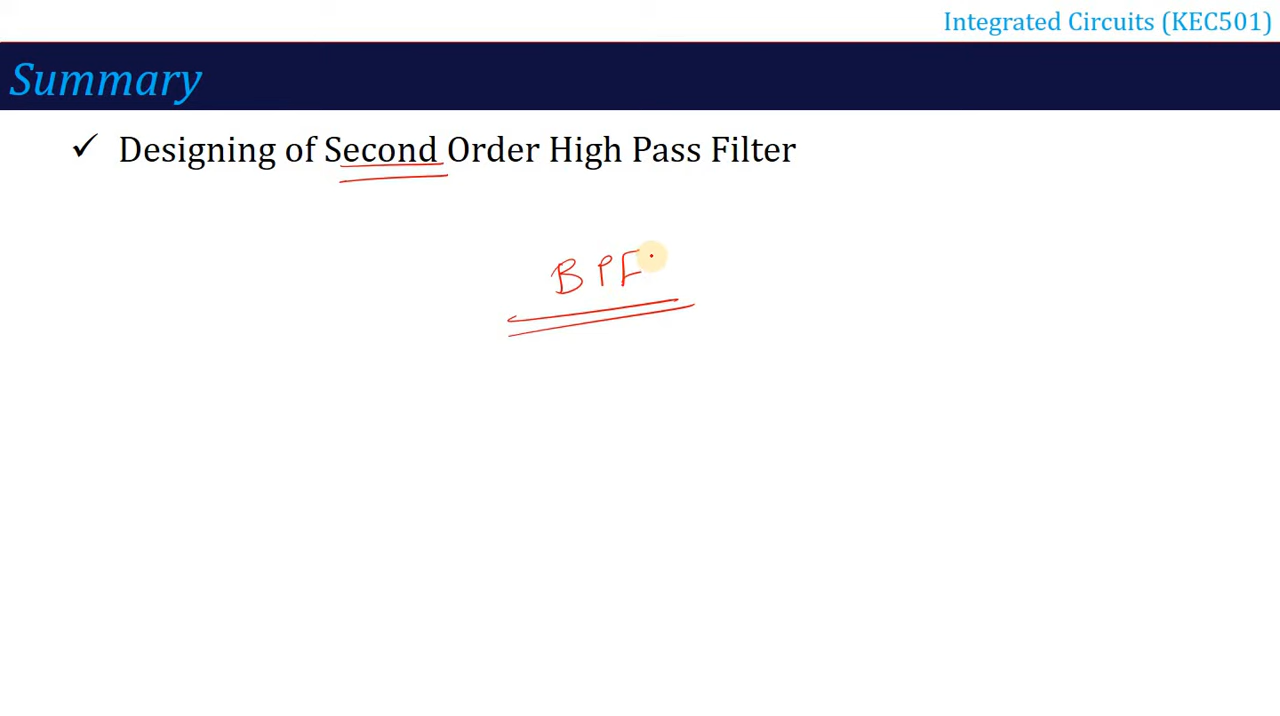 Integrated Circuits (KEC501)
Summary
✓ Designing of Second Order High Pass Filter
BPF